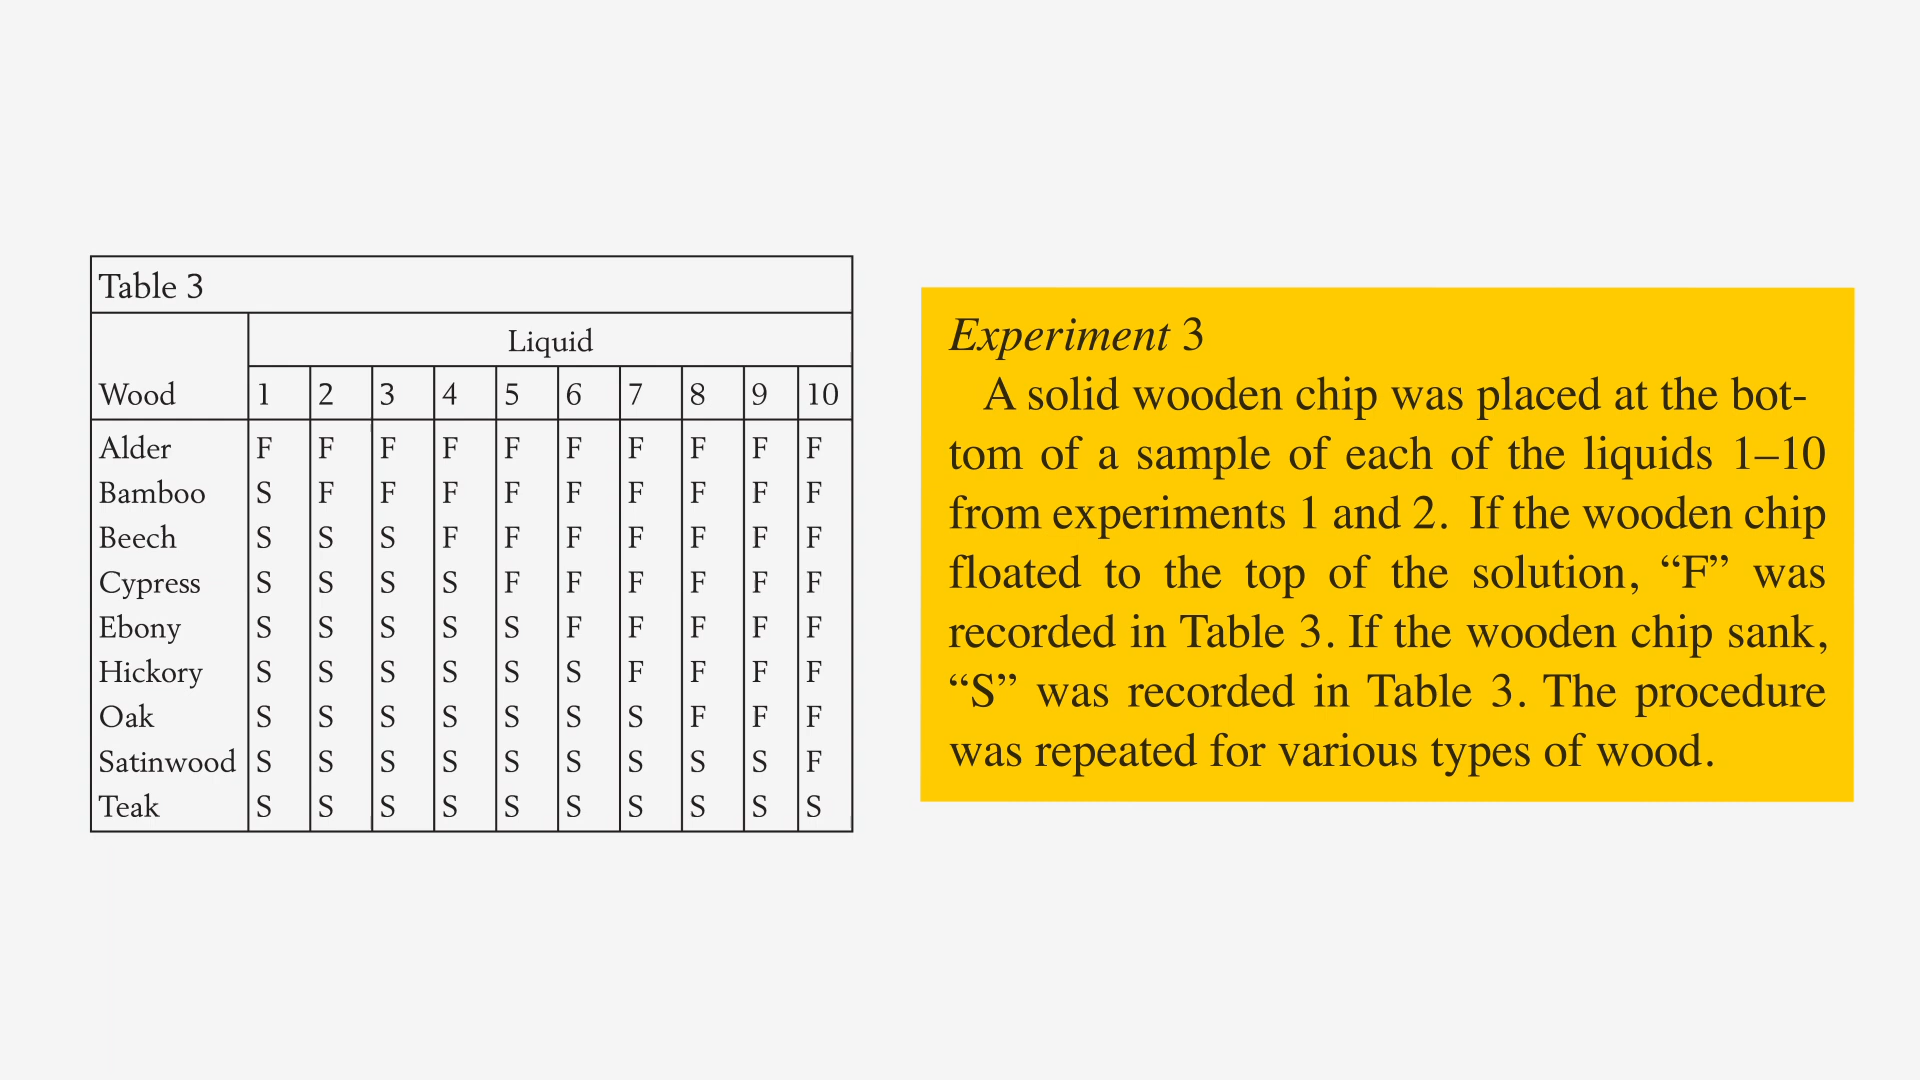 Table 3
Liquid
Wood 1 2 3 4 5 6 7 8 9 10
Alder F F F F F F F F F F
Bamboo S F F F F F F F F F
Beech S S S F F F F F F F
Cypress S S S S F F F F F F
Ebony S S S S S F F F F F
Hickory S S S S S S F F F F
Oak S S S S S S S F F F
Satinwood S S S S S S S S S F
Teak S S S S S S S S S S
Experiment 3
A solid wooden chip was placed at the bot-
tom of a sample of each of the liquids 1–10
from experiments 1 and 2. If the wooden chip
floated to the top of the solution, “F” was
recorded in Table 3. If the wooden chip sank,
“S” was recorded in Table 3. The procedure
was repeated for various types of wood.